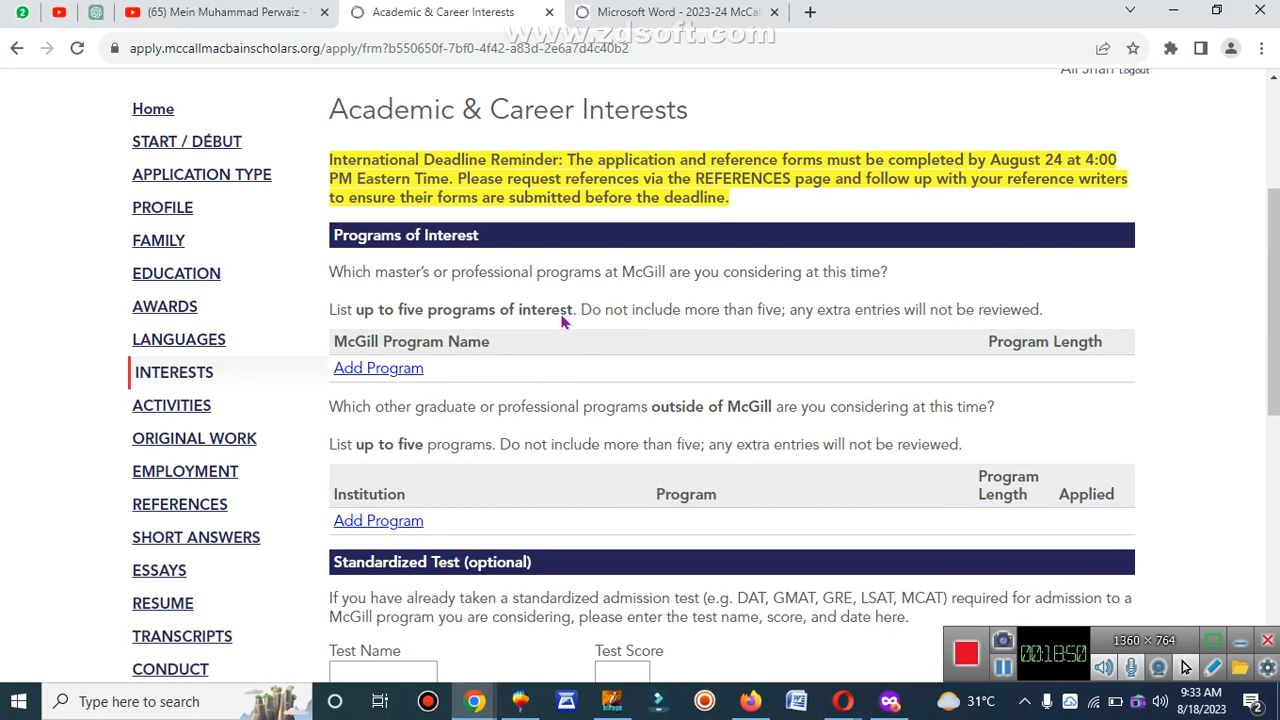 (65) Mein Muhammad Perwaiz -
Academic & Career Interests
Microsoft Word - 2023-24 McCa
www.zdsoft.com
apply.mccallmacbainscholars.org/apply/frm?b550650f-7bf0-4f42-a83d-2e6a7d4c40b2
Logout
Home
START / DÉBUT
APPLICATION TYPE
PROFILE
FAMILY
EDUCATION
AWARDS
LANGUAGES
INTERESTS
ACTIVITIES
ORIGINAL WORK
EMPLOYMENT
REFERENCES
SHORT ANSWERS
ESSAYS
RESUME
TRANSCRIPTS
CONDUCT
Academic & Career Interests
International Deadline Reminder: The application and reference forms must be completed by August 24 at 4:00
PM Eastern Time. Please request references via the REFERENCES page and follow up with your reference writers
to ensure their forms are submitted before the deadline.
Programs of Interest
Which master's or professional programs at McGill are you considering at this time?
List up to five programs of interest. Do not include more than five; any extra entries will not be reviewed.
McGill Program Name Program Length
Add Program
Which other graduate or professional programs outside of McGill are you considering at this time?
List up to five programs. Do not include more than five; any extra entries will not be reviewed.
Institution Program Program Length Applied
Add Program
Standardized Test (optional)
If you have already taken a standardized admission test (e.g. DAT, GMAT, GRE, LSAT, MCAT) required for admission to a
McGill program you are considering, please enter the test name, score, and date here.
Test Name Test Score
00:18:50
1360 × 764
Type here to search
31°C
9:33 AM
8/18/2023
2